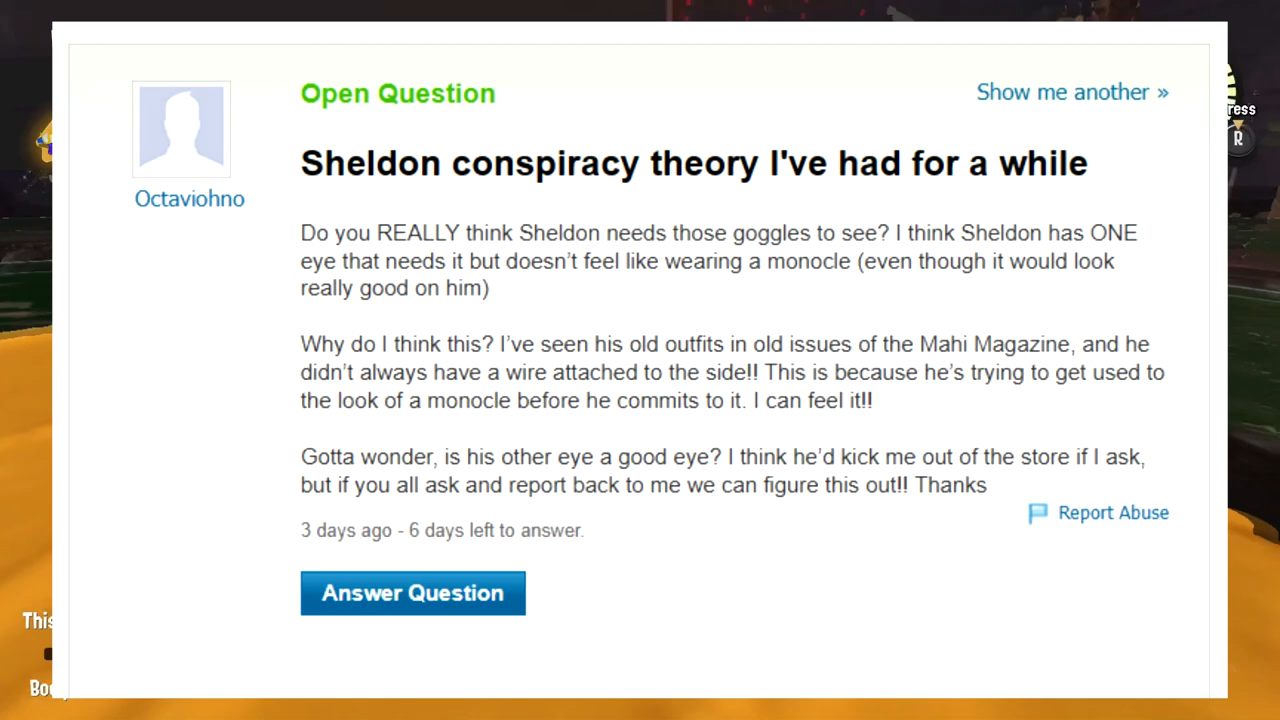 Open Question
Show me another »
Octaviohno
Sheldon conspiracy theory I've had for a while
Do you REALLY think Sheldon needs those goggles to see? I think Sheldon has ONE
eye that needs it but doesn’t feel like wearing a monocle (even though it would look
really good on him)
Why do I think this? I’ve seen his old outfits in old issues of the Mahi Magazine, and he
didn’t always have a wire attached to the side!! This is because he’s trying to get used to
the look of a monocle before he commits to it. I can feel it!!
Gotta wonder, is his other eye a good eye? I think he’d kick me out of the store if I ask,
but if you all ask and report back to me we can figure this out!! Thanks
Report Abuse
3 days ago - 6 days left to answer.
Answer Question
R
This